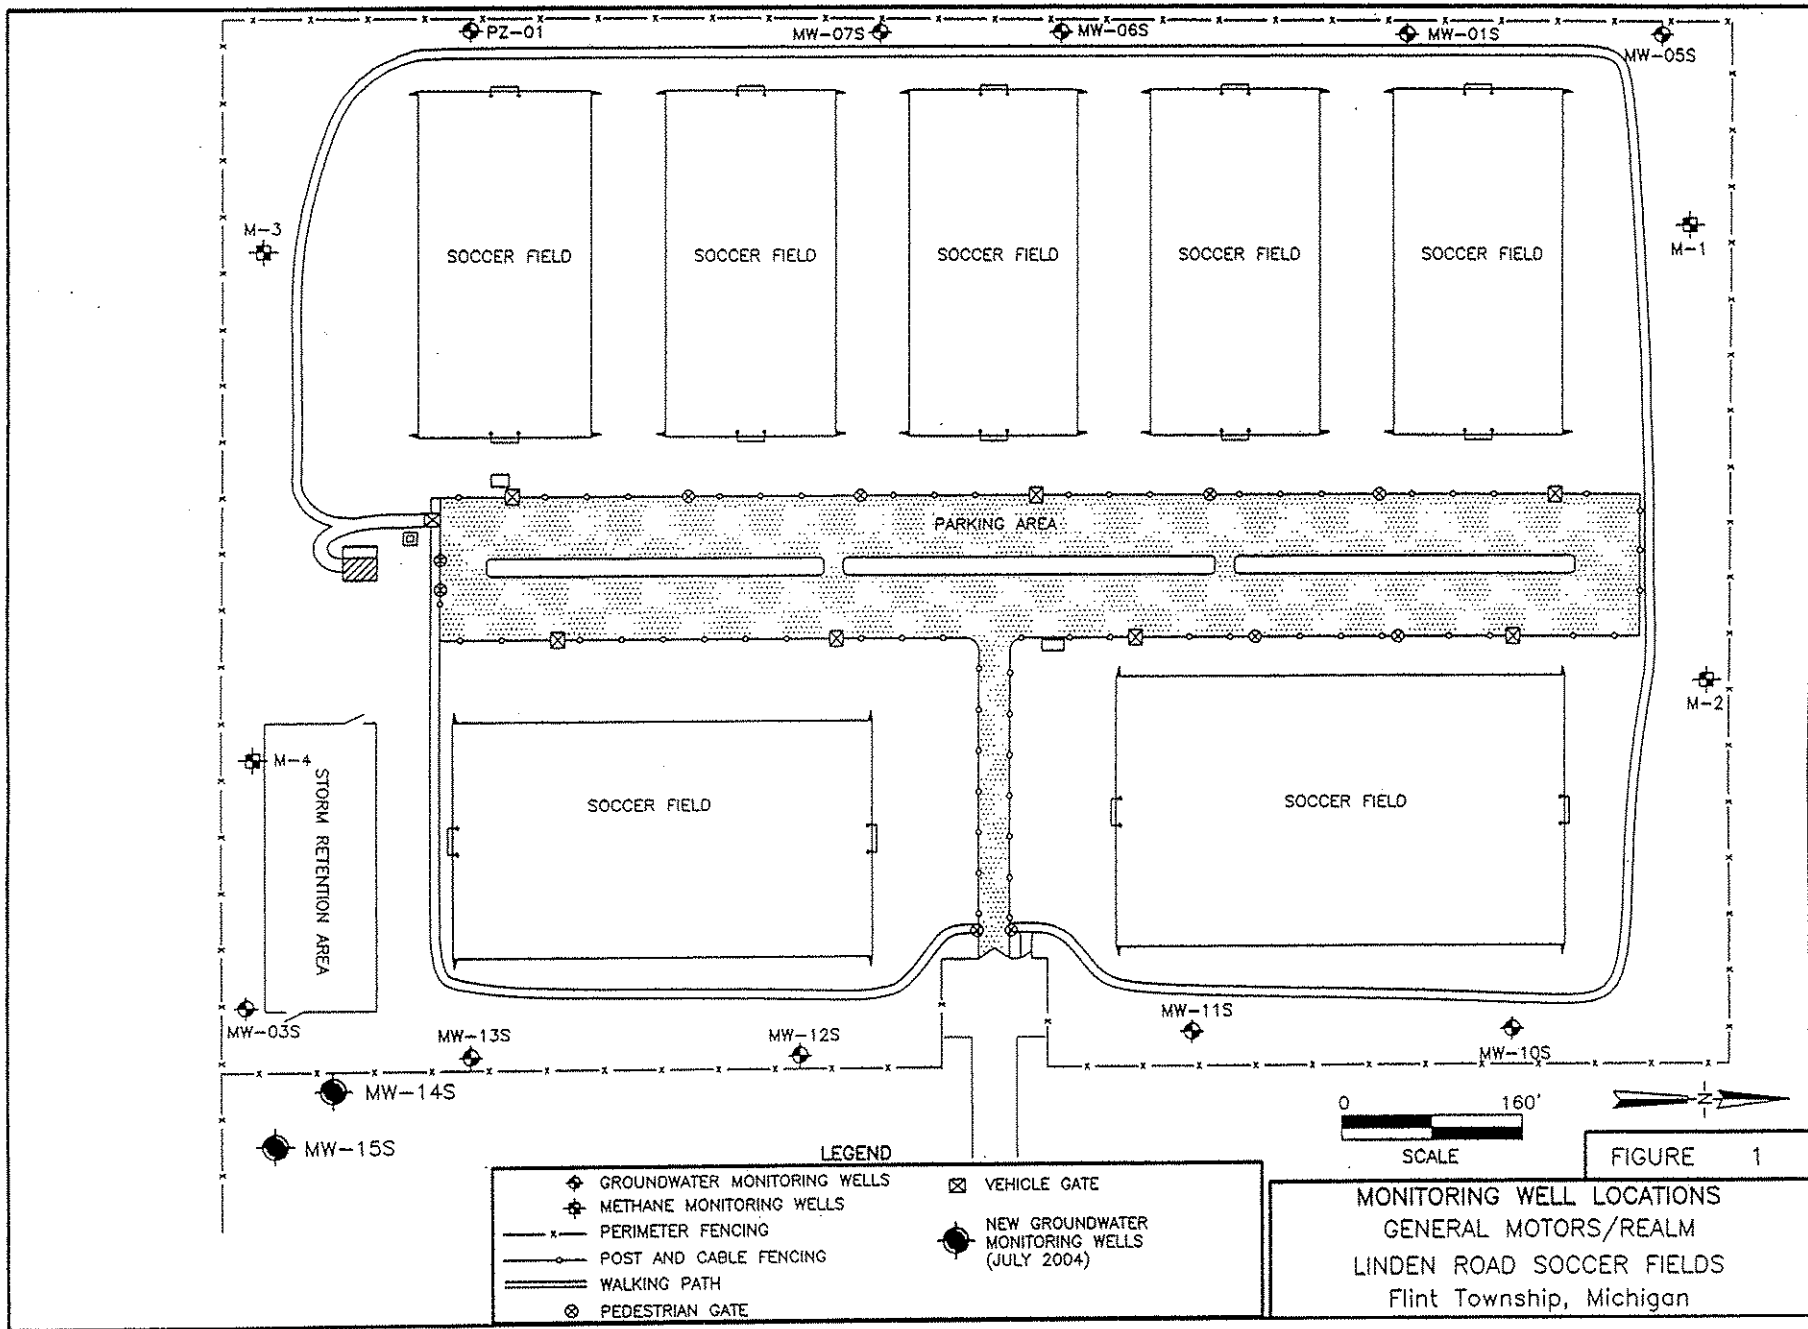 PZ-01
MW-07S
MW-06S
MW-01S
MW-05S
M-3
M-1
SOCCER FIELD
SOCCER FIELD
SOCCER FIELD
SOCCER FIELD
SOCCER FIELD
PARKING AREA
M-2
M-4
STORM RETENTION AREA
SOCCER FIELD
SOCCER FIELD
MW-03S
MW-13S
MW-12S
MW-11S
MW-10S
MW-14S
MW-15S
0 160'
SCALE
N
LEGEND
GROUNDWATER MONITORING WELLS
METHANE MONITORING WELLS
PERIMETER FENCING
POST AND CABLE FENCING
WALKING PATH
PEDESTRIAN GATE
VEHICLE GATE
NEW GROUNDWATER
MONITORING WELLS
(JULY 2004)
FIGURE 1
MONITORING WELL LOCATIONS
GENERAL MOTORS/REALM
LINDEN ROAD SOCCER FIELDS
Flint Township, Michigan